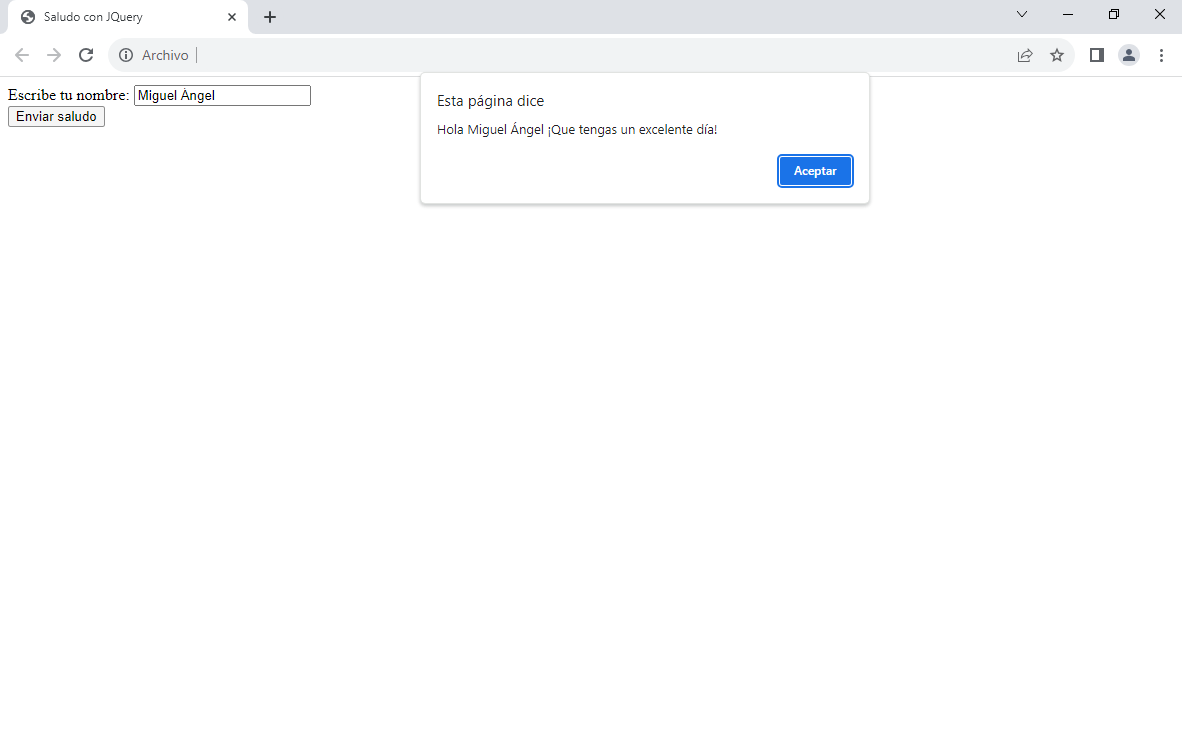 Saludo con JQuery
Archivo
Escribe tu nombre: Miguel Ángel
Enviar saludo
Esta página dice
Hola Miguel Ángel ¡Que tengas un excelente día!
Aceptar